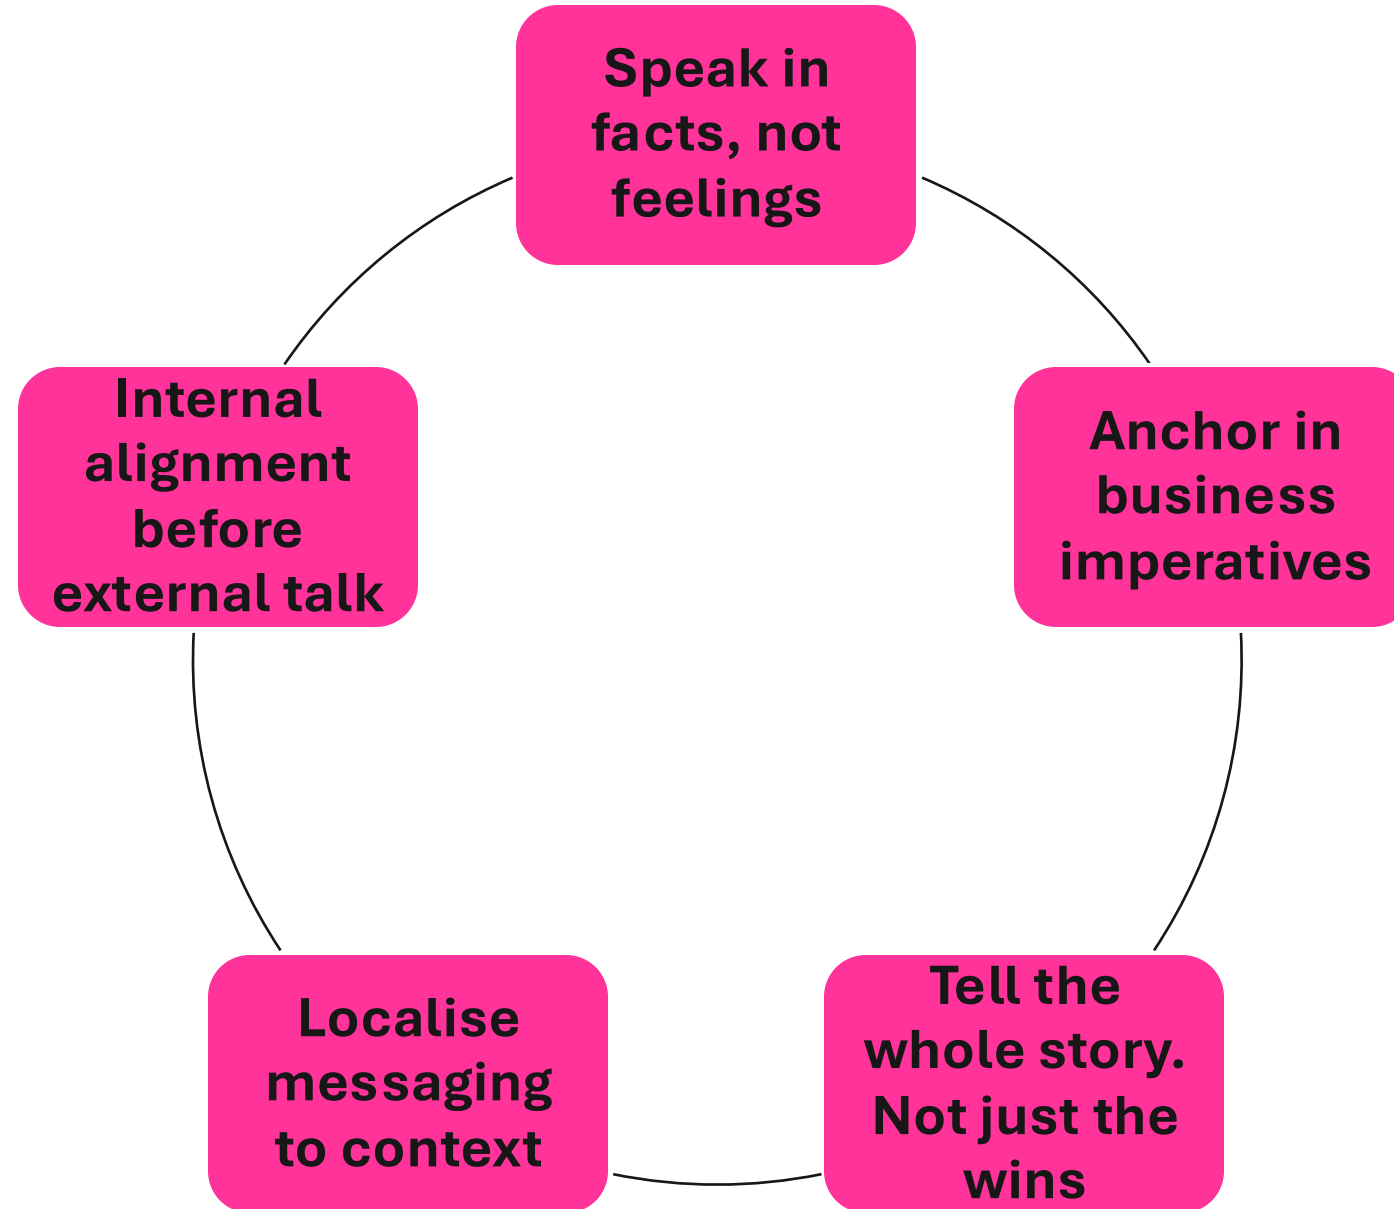 Speak in
facts, not
feelings
Anchor in
business
imperatives
Tell the
whole story.
Not just the
wins
Localise
messaging
to context
Internal
alignment
before
external talk